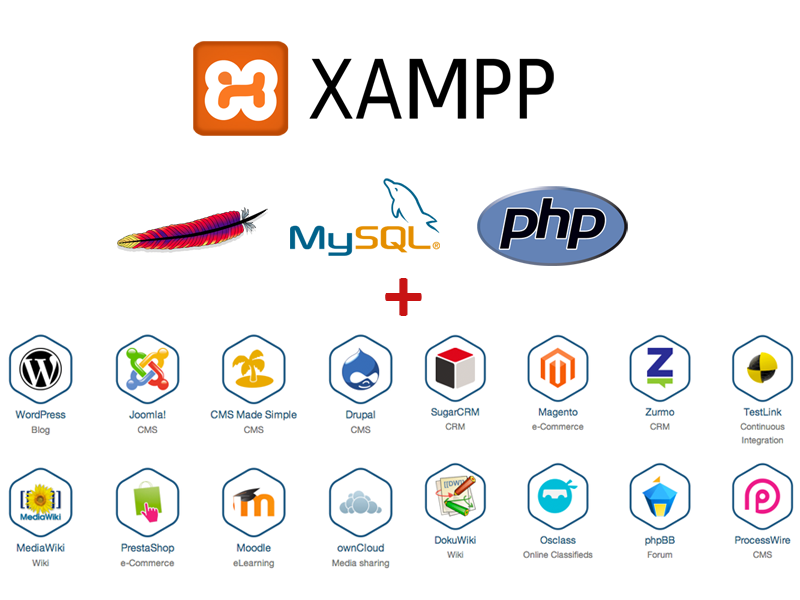 XAMPP
MySQL®
php
WordPress
Blog
Joomla!
CMS
CMS Made Simple
CMS
Drupal
CMS
SugarCRM
CRM
Magento
e-Commerce
Zurmo
CRM
TestLink
Continuous
Integration
[[ ]]
MediaWiki
MediaWiki
Wiki
PrestaShop
e-Commerce
Moodle
eLearning
ownCloud
Media sharing
[[DW]]
DokuWiki
Wiki
Osclass
Online Classifieds
phpBB
Forum
ProcessWire
CMS